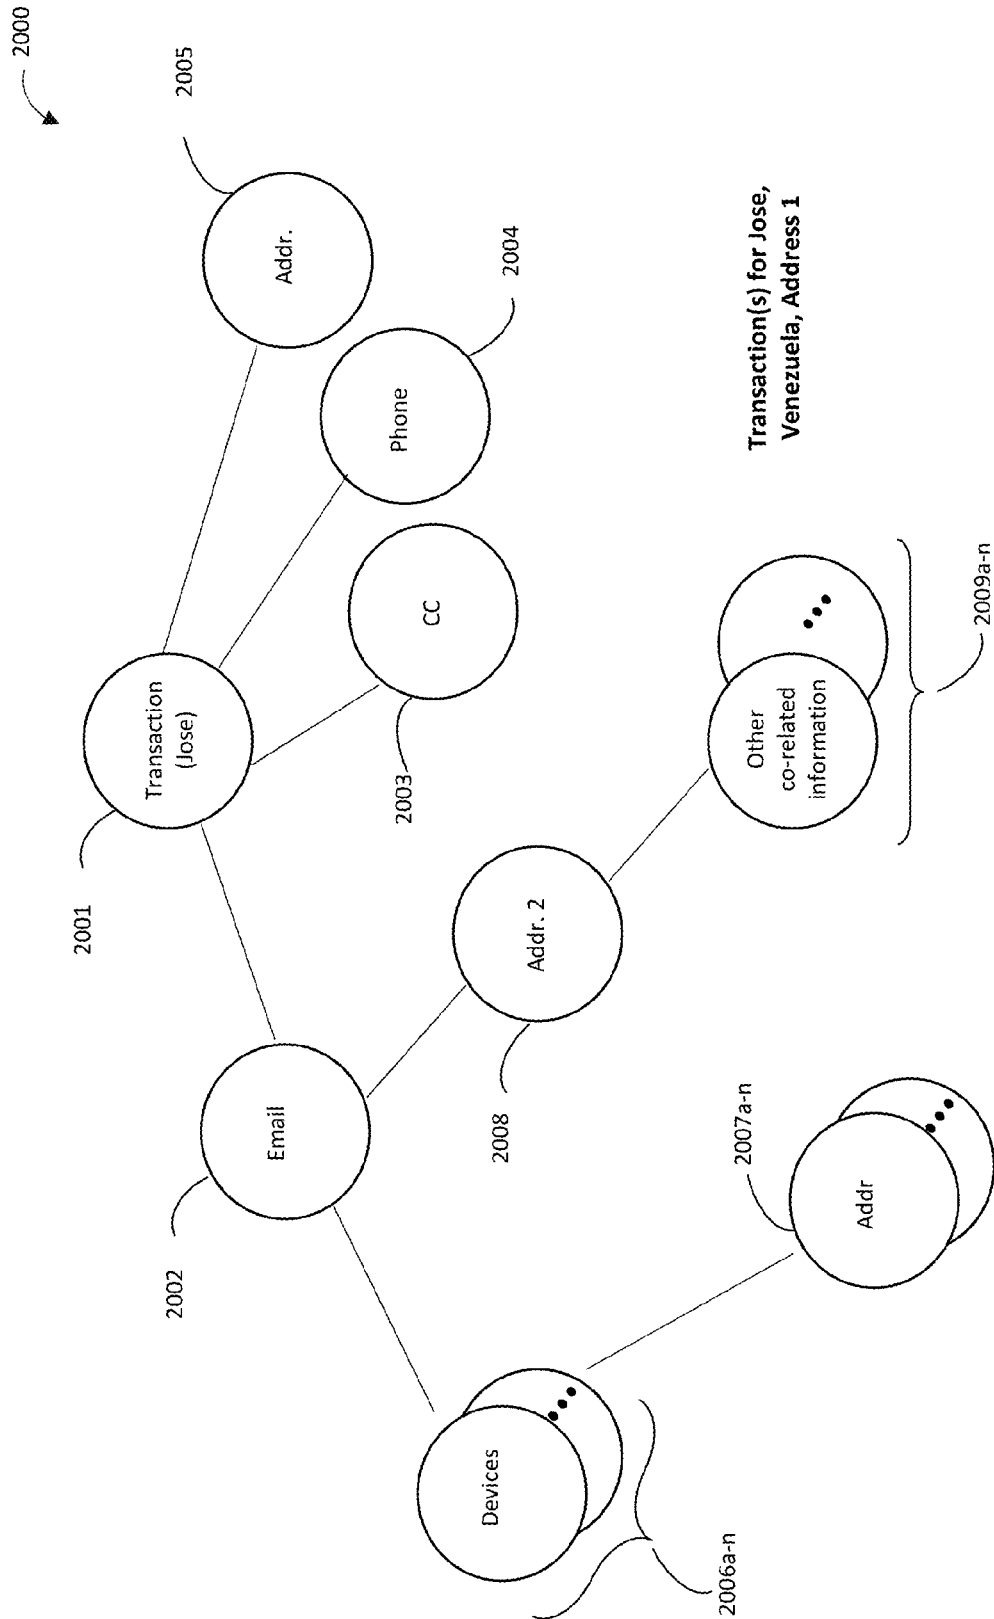 2000
2001
Transaction
(Jose)
2005
Addr.
2002
Email
2004
Phone
2003
CC
2008
Addr. 2
2006a-n
Devices
2007a-n
Addr
Other
co-related
information
2009a-n
Transaction(s) for Jose,
Venezuela, Address 1